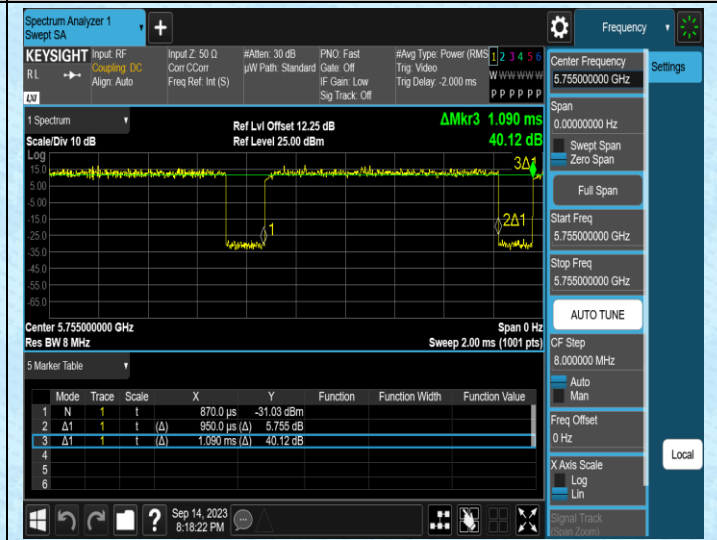 Spectrum Analyzer 1
Swept SA
+
Frequency
KEYSIGHT
RL
LXI
Input: RF
Coupling: DC
Align: Auto
Input Z: 50 Ω
Corr CCorr
Freq Ref: Int (S)
#Atten: 30 dB
µW Path: Standard
PNO: Fast
Gate: Off
IF Gain: Low
Sig Track: Off
#Avg Type: Power (RMS
Trig: Video
Trig Delay: -2.000 ms
1 2 3 4 5 6
W W W W W W
P P P P P P
Center Frequency
5.755000000 GHz
Settings
1 Spectrum
Scale/Div 10 dB
Log
Ref Lvl Offset 12.25 dB
Ref Level 25.00 dBm
ΔMkr3 1.090 ms
40.12 dB
15.0
5.00
-5.00
-15.0
-25.0
-35.0
-45.0
-55.0
-65.0
3Δ1
2Δ1
1
Center 5.755000000 GHz
Res BW 8 MHz
Span 0 Hz
Sweep 2.00 ms (1001 pts)
Span
0.00000000 Hz
Swept Span
Zero Span
Full Span
Start Freq
5.755000000 GHz
Stop Freq
5.755000000 GHz
AUTO TUNE
CF Step
8.000000 MHz
Auto
Man
Freq Offset
0 Hz
X Axis Scale
Log
Lin
Signal Track
(Span Zoom)
Local
5 Marker Table
Mode Trace Scale X Y Function Function Width Function Value
1 N 1 t 870.0 µs -31.03 dBm
2 Δ1 1 t (Δ) 950.0 µs (Δ) 5.755 dB
3 Δ1 1 t (Δ) 1.090 ms (Δ) 40.12 dB
4
5
6
?
Sep 14, 2023
8:18:22 PM